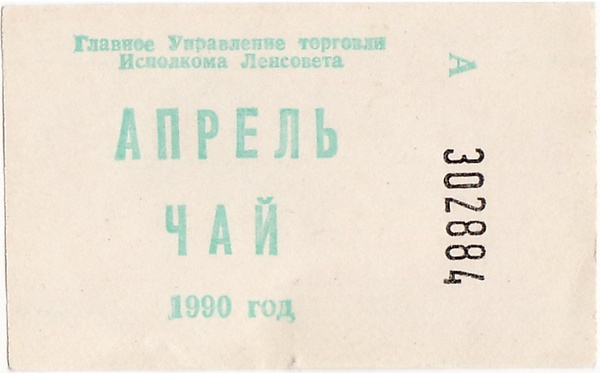 Главное Управление торговли
Исполкома Ленсовета
АПРЕЛЬ
ЧАЙ
1990 год
А
302884